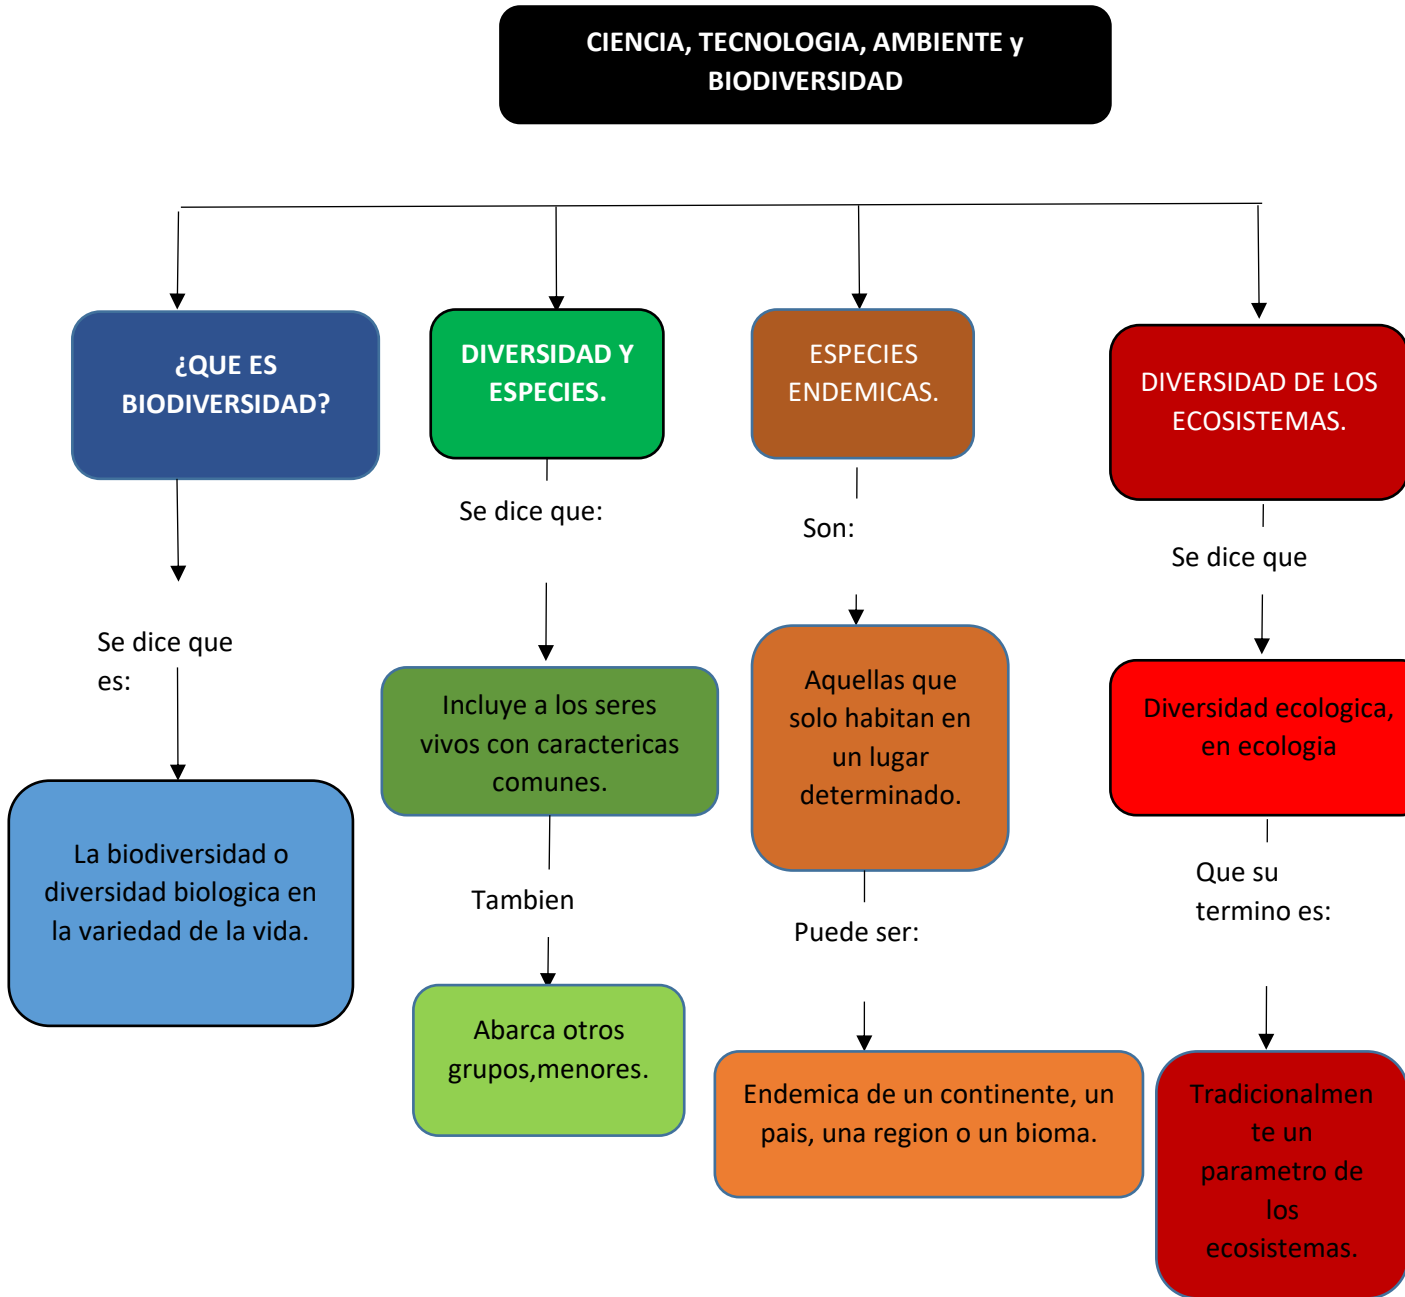 CIENCIA, TECNOLOGIA, AMBIENTE y
BIODIVERSIDAD
¿QUE ES
BIODIVERSIDAD?
Se dice que
es:
La biodiversidad o
diversidad biologica en
la variedad de la vida.
DIVERSIDAD Y
ESPECIES.
Se dice que:
Incluye a los seres
vivos con caractericas
comunes.
Tambien
Abarca otros
grupos,menores.
ESPECIES
ENDEMICAS.
Son:
Aquellas que
solo habitan en
un lugar
determinado.
Puede ser:
Endemica de un continente, un
pais, una region o un bioma.
DIVERSIDAD DE LOS
ECOSISTEMAS.
Se dice que
Diversidad ecologica,
en ecologia
Que su
termino es:
Tradicionalmen
te un
parametro de
los
ecosistemas.